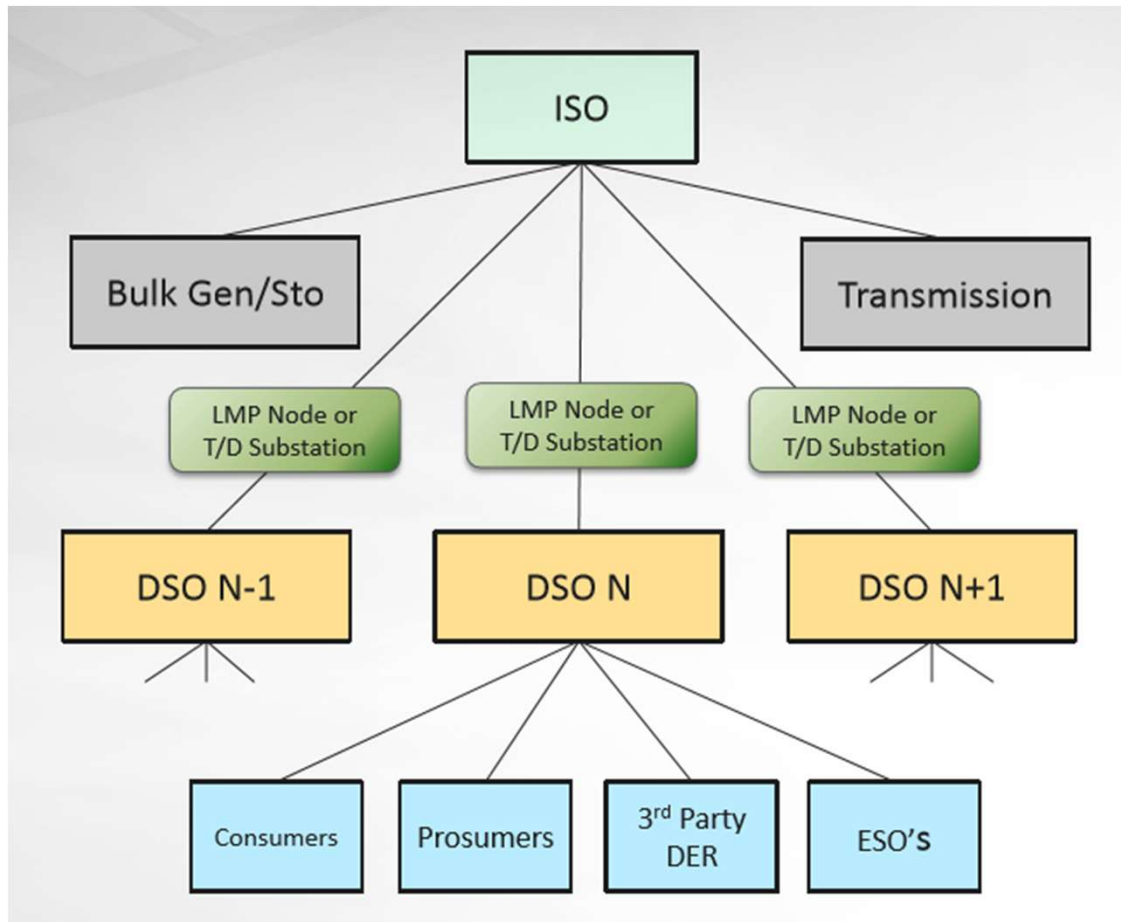 ISO
Bulk Gen/Sto
Transmission
LMP Node or
T/D Substation
LMP Node or
T/D Substation
LMP Node or
T/D Substation
DSO N-1
DSO N
DSO N+1
Consumers
Prosumers
3rd Party
DER
ESO's